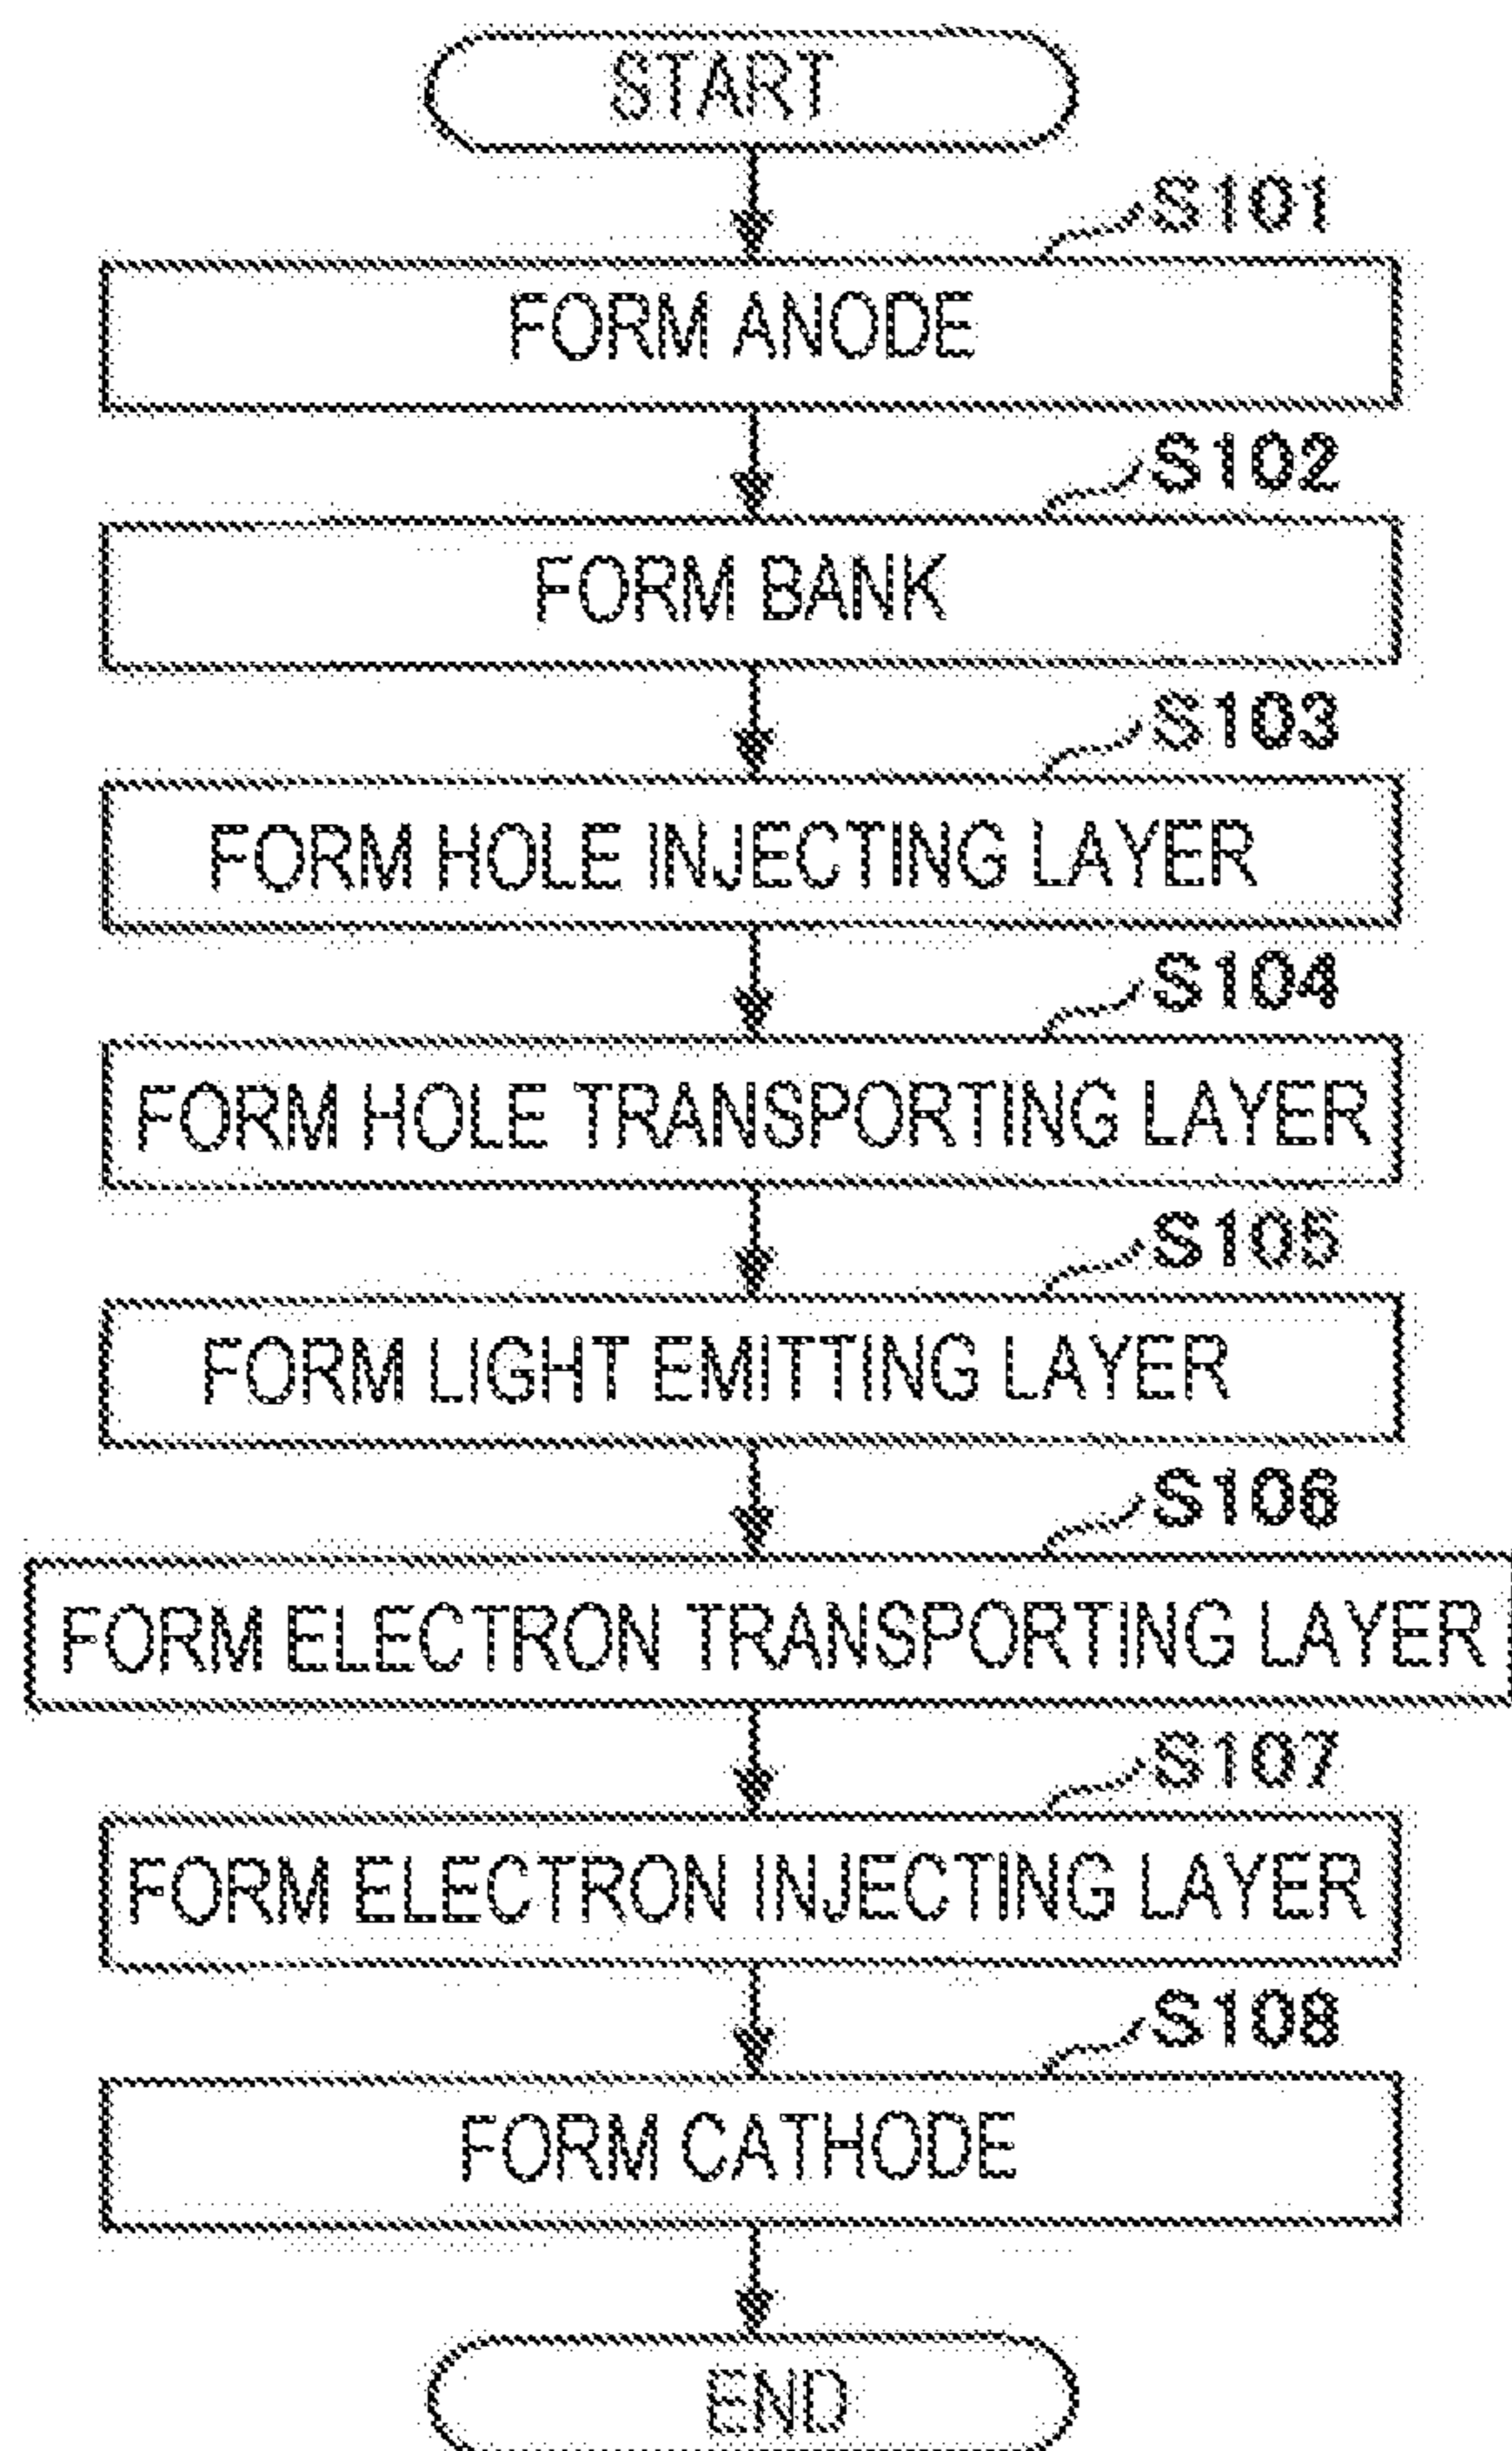 START
S101
FORM ANODE
S102
FORM BANK
S103
FORM HOLE INJECTING LAYER
S104
FORM HOLE TRANSPORTING LAYER
S105
FORM LIGHT EMITTING LAYER
S106
FORM ELECTRON TRANSPORTING LAYER
S107
FORM ELECTRON INJECTING LAYER
S108
FORM CATHODE
END